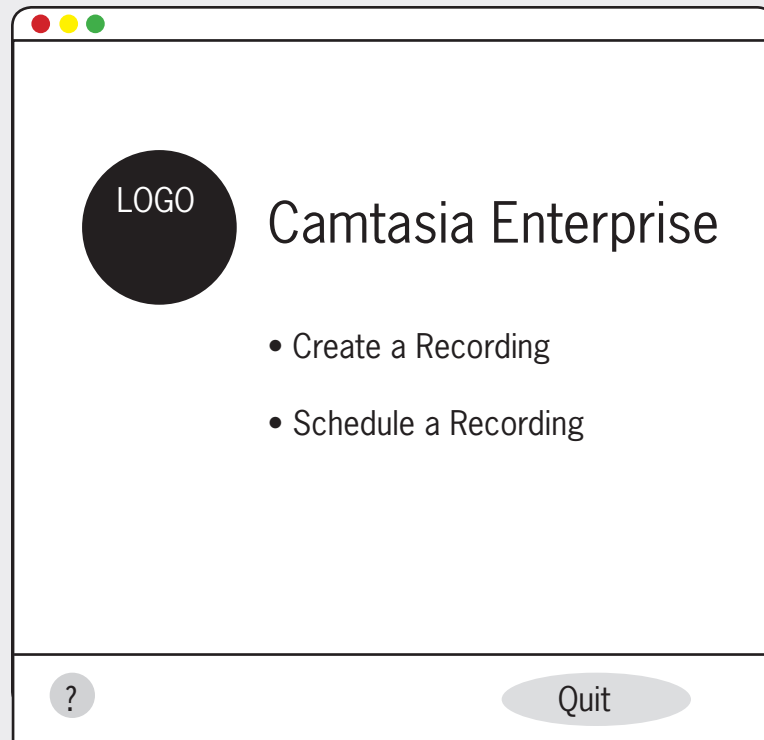 LOGO
Camtasia Enterprise
• Create a Recording
• Schedule a Recording
? Quit